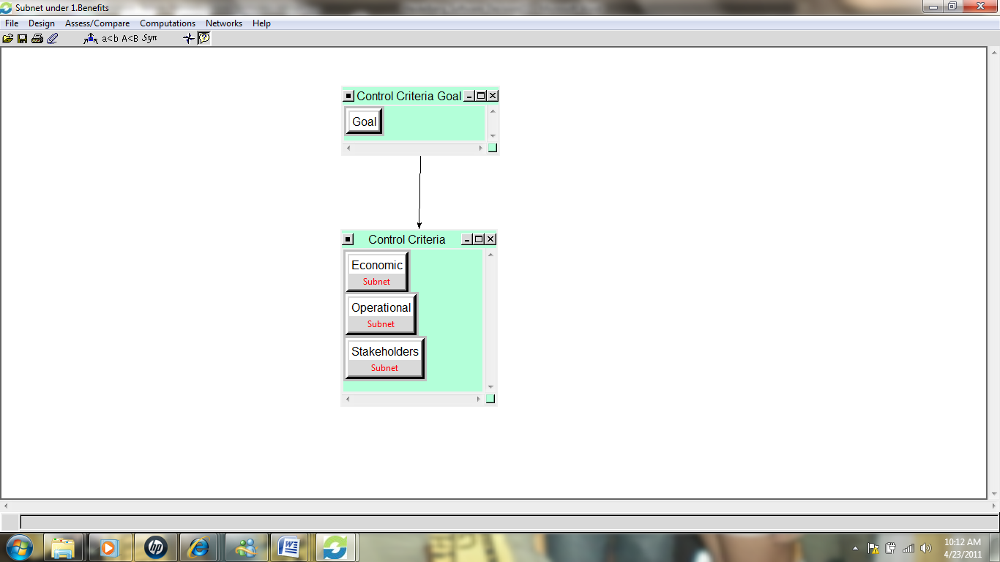 Subnet under 1.Benefits
File Design Assess/Compare Computations Networks Help
a<b A<B Syn
Control Criteria Goal
Goal
Control Criteria
Economic
Subnet
Operational
Subnet
Stakeholders
Subnet
hp
10:12 AM
4/23/2011